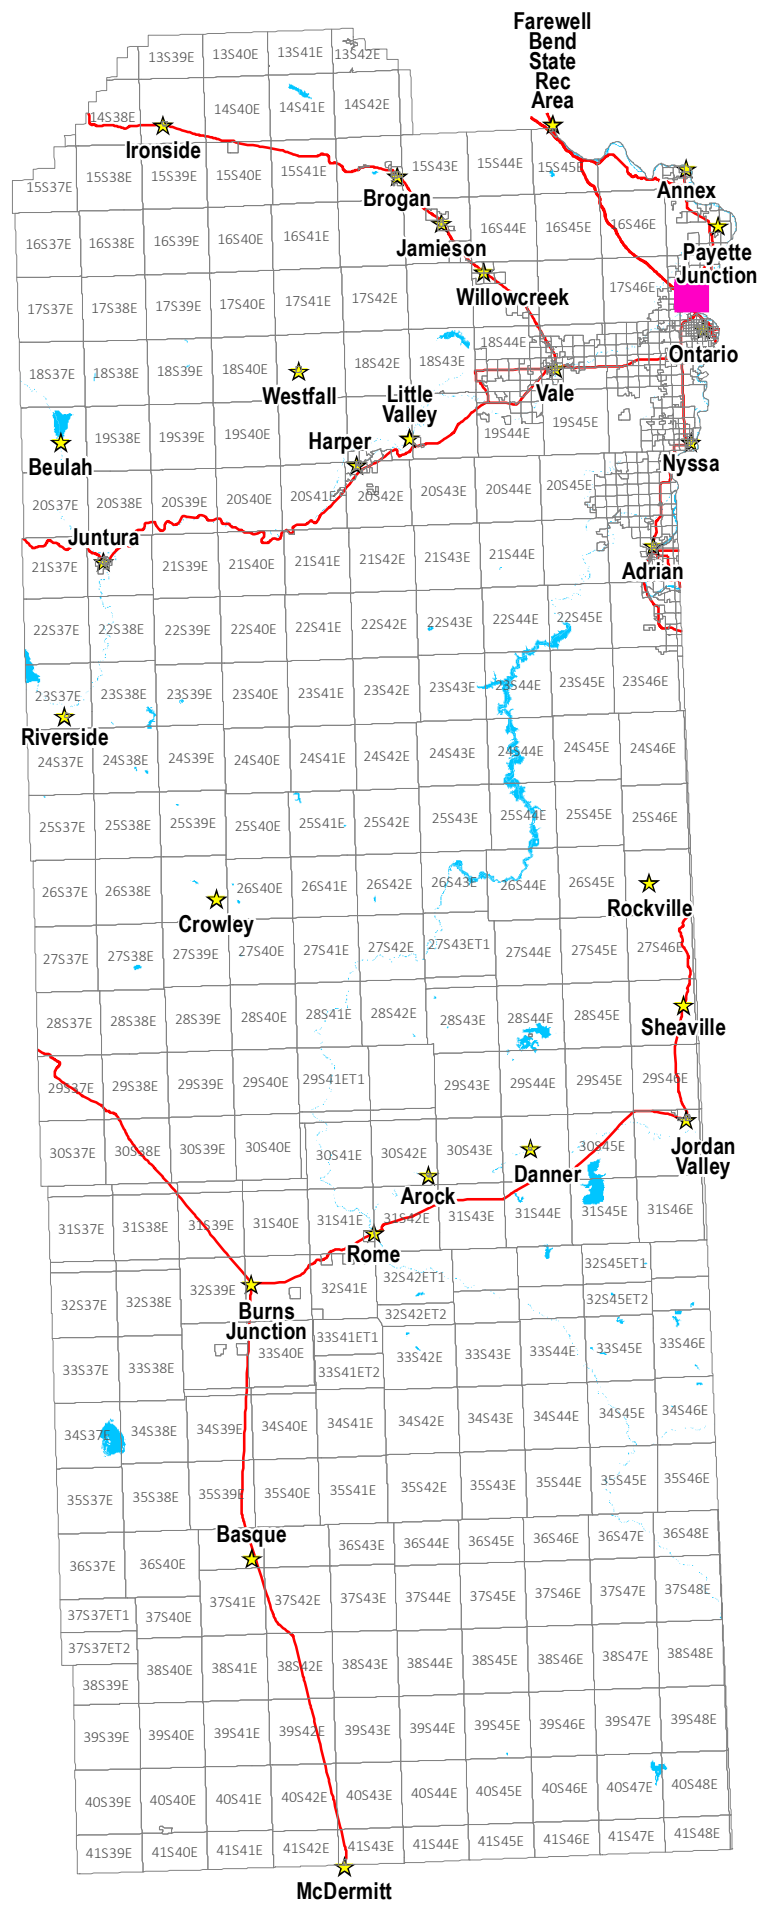 Farewell
Bend
State
Rec
Area
13S39E 13S40E 13S41E 13S42E
14S38E 14S40E 14S41E 14S42E
Ironside
15S37E 15S38E 15S39E 15S40E 15S41E 15S43E 15S44E 15S45E
Brogan
Annex
16S37E 16S38E 16S39E 16S40E 16S41E 16S44E 16S45E 16S46E
Jamieson
Payette
Junction
17S37E 17S38E 17S39E 17S40E 17S41E 17S42E 17S46E
Willowcreek
18S37E 18S38E 18S39E 18S40E 18S42E 18S43E 18S44E
Ontario
Westfall
Little
Valley
Vale
19S38E 19S39E 19S40E 19S44E 19S45E
Beulah
Harper
Nyssa
20S37E 20S38E 20S39E 20S40E 20S41E 20S42E 20S43E 20S44E 20S45E
Juntura
21S37E 21S39E 21S40E 21S41E 21S42E 21S43E 21S44E
Adrian
22S37E 22S38E 22S39E 22S40E 22S41E 22S42E 22S43E 22S44E 22S45E
23S37E 23S38E 23S39E 23S40E 23S41E 23S42E 23S43E 23S44E 23S45E 23S46E
Riverside
24S37E 24S38E 24S39E 24S40E 24S41E 24S42E 24S43E 24S44E 24S45E 24S46E
25S37E 25S38E 25S39E 25S40E 25S41E 25S42E 25S43E 25S44E 25S45E 25S46E
26S37E 26S38E 26S40E 26S41E 26S42E 26S43E 26S44E 26S45E
Crowley
Rockville
27S37E 27S38E 27S39E 27S40E 27S41E 27S42E 27S43ET1 27S44E 27S45E 27S46E
28S37E 28S38E 28S39E 28S40E 28S41E 28S42E 28S43E 28S44E 28S45E
Sheaville
29S37E 29S38E 29S39E 29S40E 29S41ET1 29S43E 29S44E 29S45E 29S46E
30S37E 30S38E 30S39E 30S40E 30S41E 30S42E 30S43E 30S45E
Jordan
Valley
Danner
Arock
31S37E 31S38E 31S39E 31S40E 31S41E 31S42E 31S43E 31S44E 31S45E 31S46E
Rome
32S37E 32S38E 32S39E 32S41E 32S42ET1 32S45ET1
32S42ET2 32S45ET2
Burns
Junction
33S37E 33S38E 33S40E 33S41ET1 33S42E 33S43E 33S44E 33S45E 33S46E
33S41ET2
34S37E 34S38E 34S39E 34S40E 34S41E 34S42E 34S43E 34S44E 34S45E 34S46E
35S37E 35S38E 35S39E 35S40E 35S41E 35S42E 35S43E 35S44E 35S45E 35S46E
Basque
36S37E 36S40E 36S43E 36S44E 36S45E 36S46E 36S47E 36S48E
37S37ET1 37S40E 37S41E 37S42E 37S43E 37S44E 37S45E 37S46E 37S47E 37S48E
37S37ET2
38S39E 38S40E 38S41E 38S42E 38S43E 38S44E 38S45E 38S46E 38S47E 38S48E
39S39E 39S40E 39S41E 39S42E 39S43E 39S44E 39S45E 39S46E 39S47E 39S48E
40S39E 40S40E 40S41E 40S42E 40S43E 40S44E 40S45E 40S46E 40S47E 40S48E
41S39E 41S40E 41S41E 41S42E 41S43E 41S44E 41S45E 41S46E 41S47E 41S48E
McDermitt